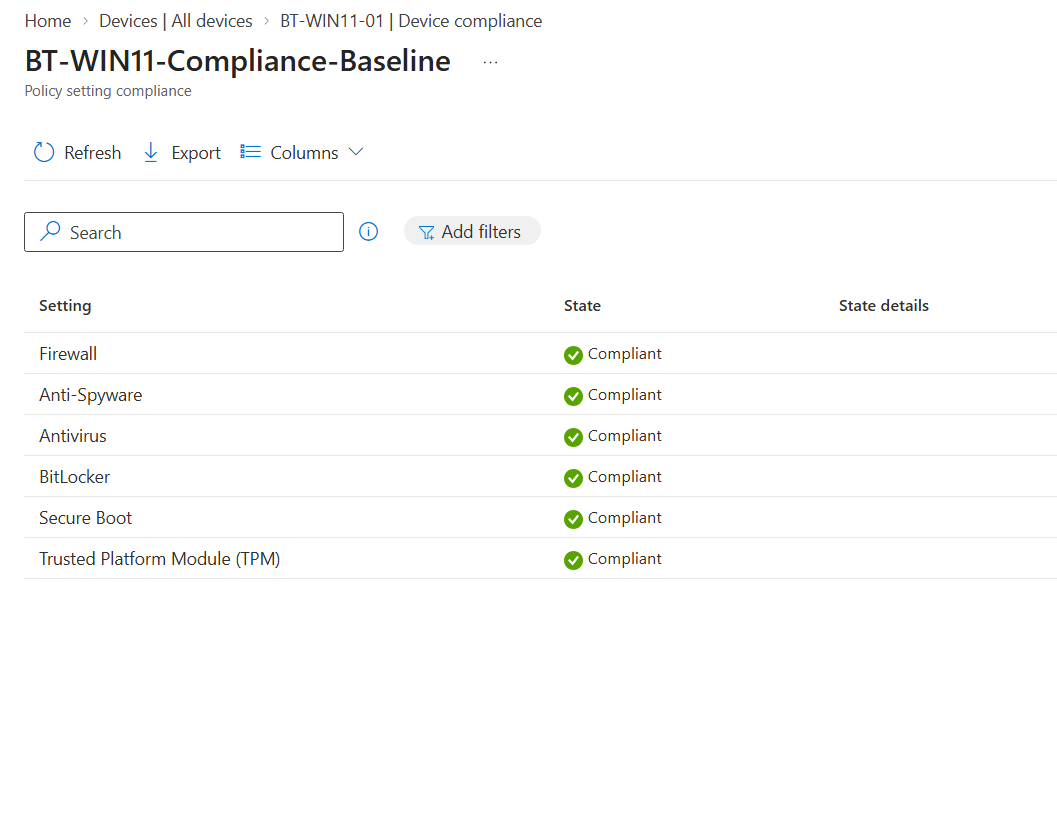 Home > Devices | All devices > BT-WIN11-01 | Device compliance
BT-WIN11-Compliance-Baseline ...
Policy setting compliance
Refresh Export Columns
Search Add filters
Setting State State details
Firewall Compliant
Anti-Spyware Compliant
Antivirus Compliant
BitLocker Compliant
Secure Boot Compliant
Trusted Platform Module (TPM) Compliant